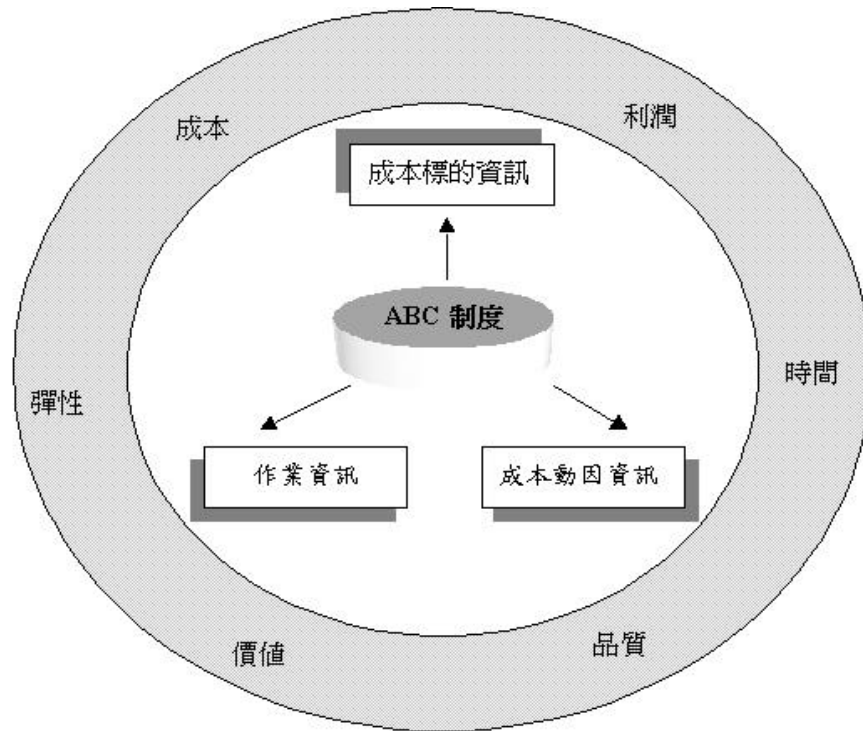 成本
利潤
成本標的資訊
ABC 制度
彈性
時間
作業資訊
成本動因資訊
價值
品質